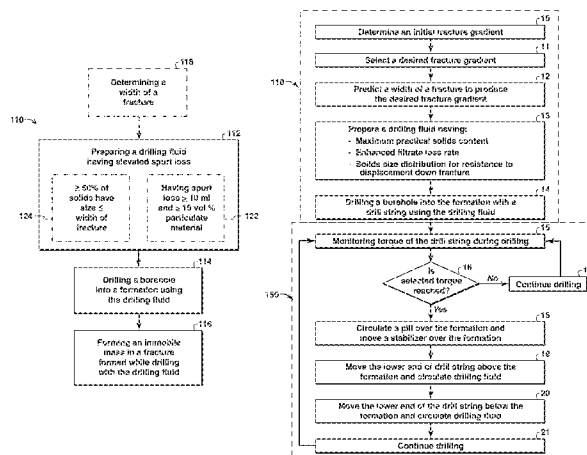 118
Determining a
width of a
fracture
110
112
Preparing a drilling fluid
having elevated spurt loss
≥ 50% of
solids have
size ≤
width of
fracture
124
Having spurt
loss ≥ 10 ml
and ≥ 15 vol %
particulate
material
122
114
Drilling a borehole
into a formation using
the drilling fluid
116
Forming an immobile
mass in a fracture
formed while drilling
with the drilling fluid
10
Determine an initial fracture gradient
11
Select a desired fracture gradient
110
12
Predict a width of a fracture to produce
the desired fracture gradient
13
Prepare a drilling fluid having:
- Maximum practical solids content
- Enhanced filtrate loss rate
- Solids size distribution for resistance to
displacement down fracture
14
Drilling a borehole into the formation with a
drill string using the drilling fluid
15
Monitoring torque of the drill string during drilling
150
16
Is
selected torque
reached?
No
Continue drilling
Yes
Circulate a pill over the formation and
move a stabilizer over the formation
19
Move the lower end of drill string above the
formation and circulate drilling fluid
20
Move the lower end of the drill string below the
formation and circulate drilling fluid
21
Continue drilling